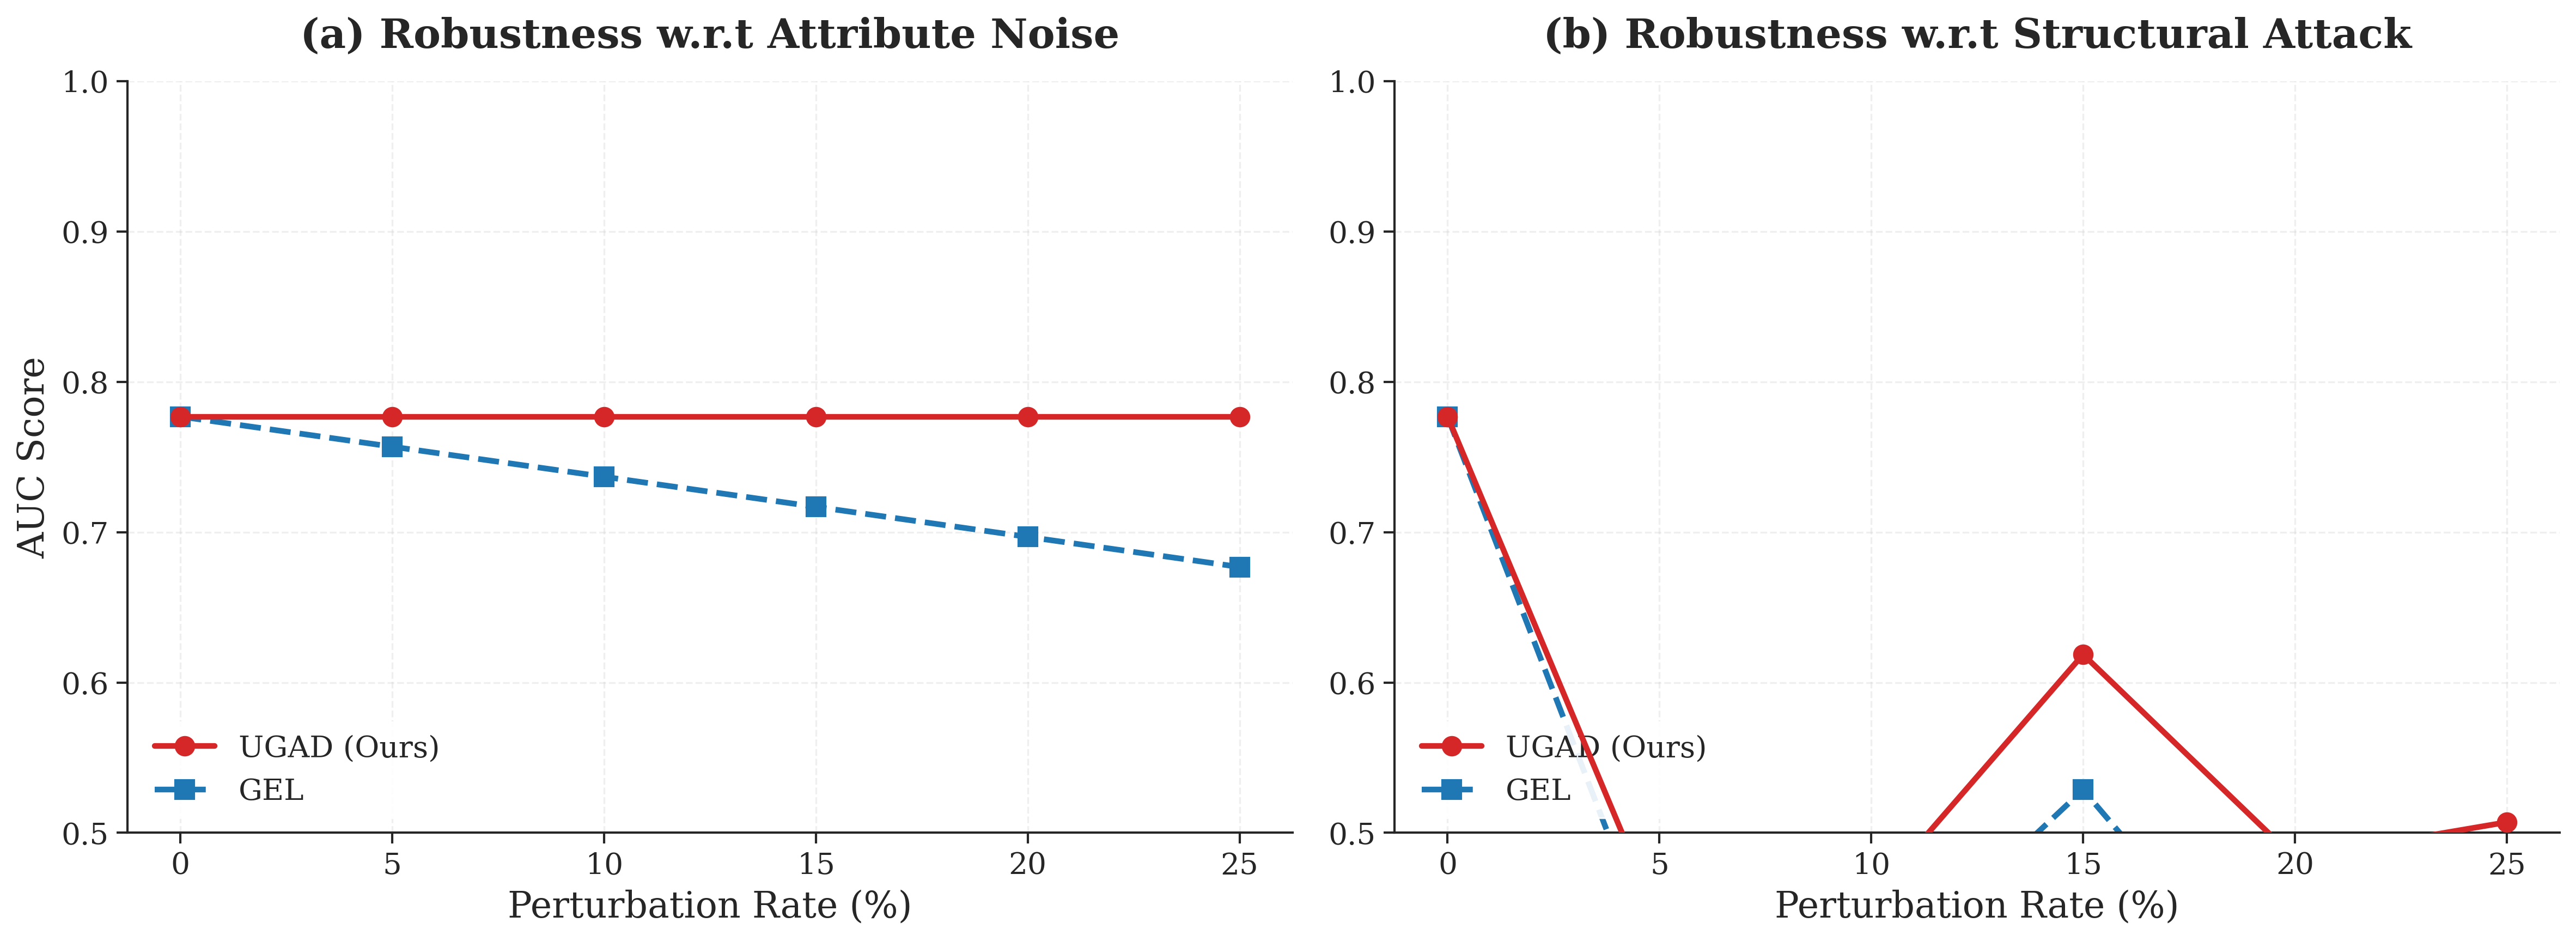 (a) Robustness w.r.t Attribute Noise
1.0
0.9
0.8
0.7
0.6
0.5
AUC Score
UGAD (Ours)
GEL
0 5 10 15 20 25
Perturbation Rate (%)
(b) Robustness w.r.t Structural Attack
1.0
0.9
0.8
0.7
0.6
0.5
UGAD (Ours)
GEL
0 5 10 15 20 25
Perturbation Rate (%)